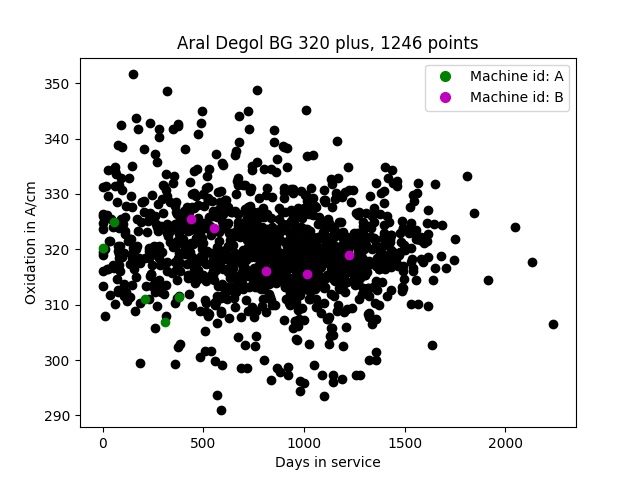 Aral Degol BG 320 plus, 1246 points
Machine id: A
Machine id: B
350
340
330
320
310
300
290
Oxidation in A/cm
0
500
1000
1500
2000
Days in service